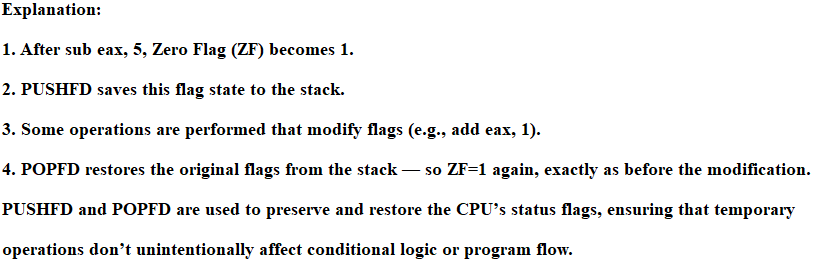 Explanation:
1. After sub eax, 5, Zero Flag (ZF) becomes 1.
2. PUSHFD saves this flag state to the stack.
3. Some operations are performed that modify flags (e.g., add eax, 1).
4. POPFD restores the original flags from the stack — so ZF=1 again, exactly as before the modification.
PUSHFD and POPFD are used to preserve and restore the CPU’s status flags, ensuring that temporary
operations don’t unintentionally affect conditional logic or program flow.